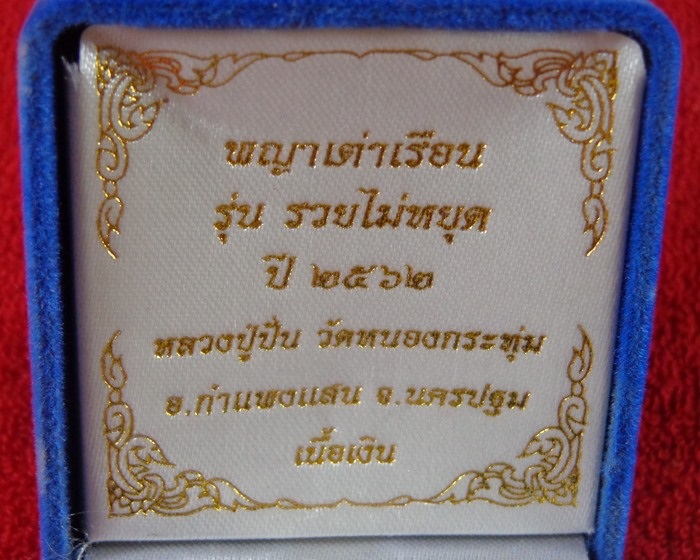 พญาเต่าเรือน
รุ่น รวยไม่หยุด
ปี ๒๕๖๒
หลวงปู่ปั่น วัดหนองกระทุ่ม
อ.กำแพงแสน จ.นครปฐม
เนื้อเงิน